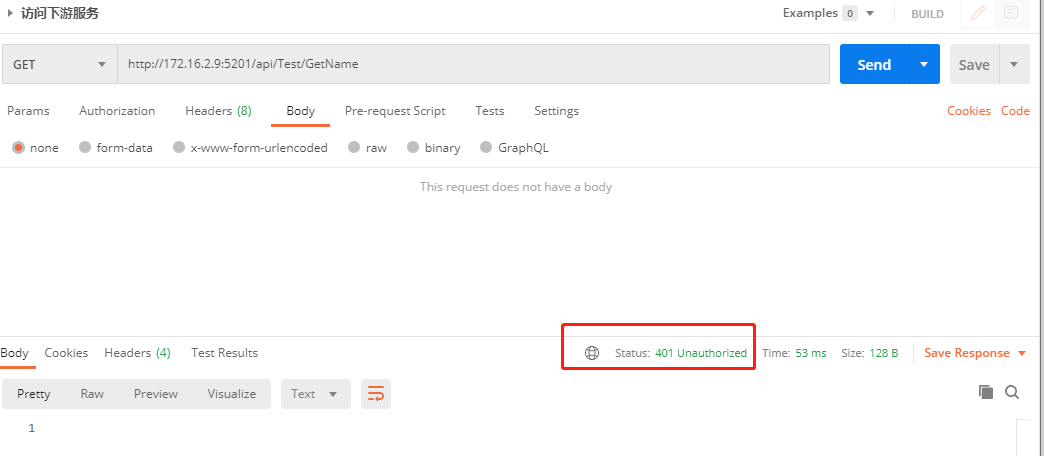 访问下游服务 Examples 0 BUILD
GET http://172.16.2.9:5201/api/Test/GetName Send Save
Params Authorization Headers (8) Body Pre-request Script Tests Settings Cookies Code
none form-data x-www-form-urlencoded raw binary GraphQL
This request does not have a body
Body Cookies Headers (4) Test Results Status: 401 Unauthorized Time: 53 ms Size: 128 B Save Response
Pretty Raw Preview Visualize Text
1